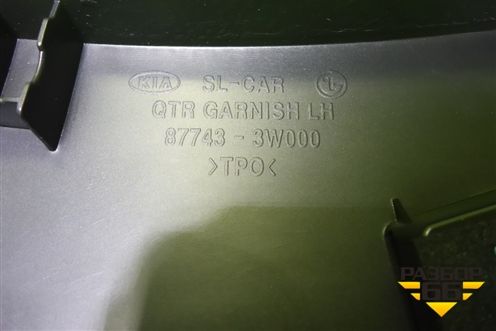 KIA SL-CAR L
QTR GARNISH LH
87743 - 3W000
>TPO<
РАЗБОР
66